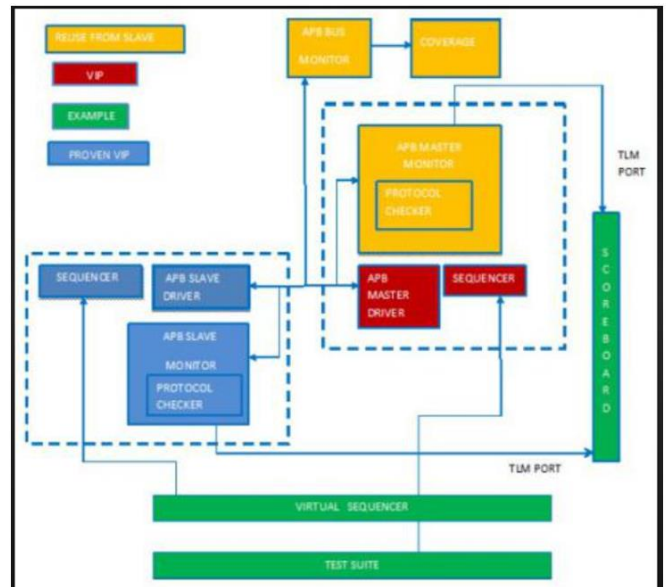 REUSE FROM SLAVE
VIP
EXAMPLE
PROVEN VIP
APB BUS
MONITOR
COVERAGE
APB MASTER
MONITOR
PROTOCOL
CHECKER
TLM
PORT
SEQUENCER
APB SLAVE
DRIVER
APB
MASTER
DRIVER
SEQUENCER
SCOREBOARD
APB SLAVE
MONITOR
PROTOCOL
CHECKER
TLM PORT
VIRTUAL SEQUENCER
TEST SUITE